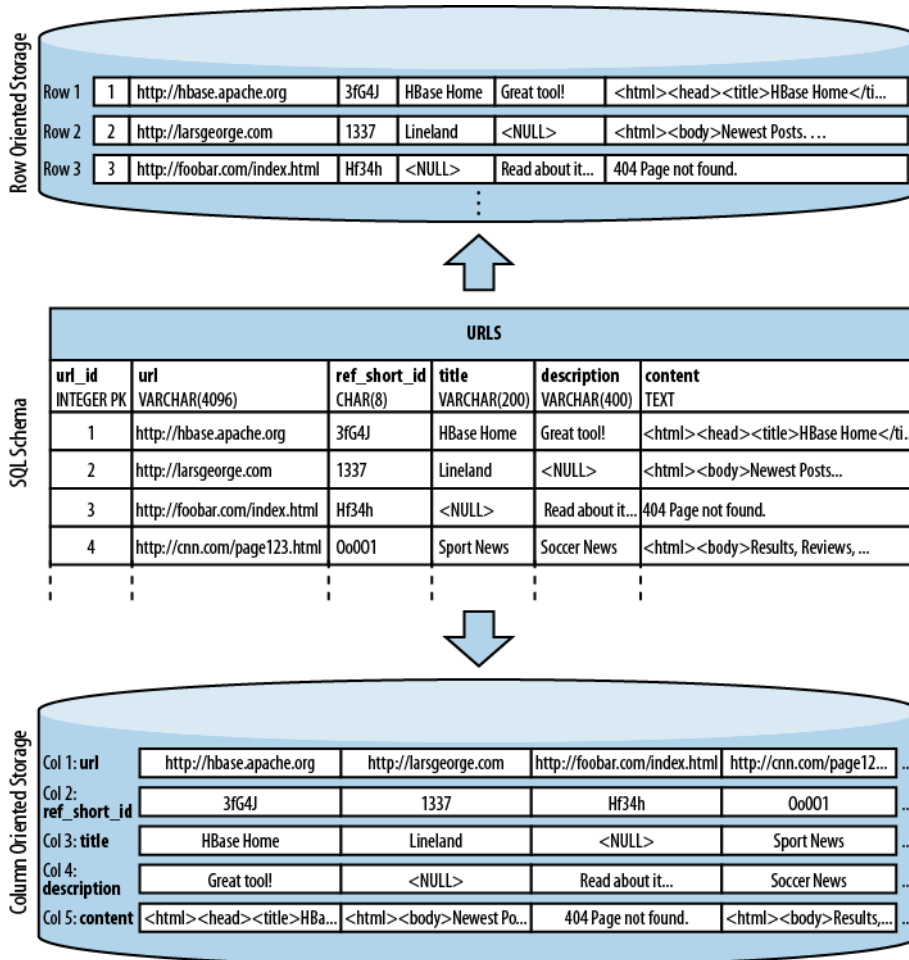 Row Oriented Storage
Row 1 1 http://hbase.apache.org 3fG4J HBase Home Great tool! <html><head><title>HBase Home</ti...
Row 2 2 http://larsgeorge.com 1337 Lineland <NULL> <html><body>Newest Posts. . . .
Row 3 3 http://foobar.com/index.html Hf34h <NULL> Read about it... 404 Page not found.
SQL Schema
URLS
url_id url ref_short_id title description content
INTEGER PK VARCHAR(4096) CHAR(8) VARCHAR(200) VARCHAR(400) TEXT
1 http://hbase.apache.org 3fG4J HBase Home Great tool! <html><head><title>HBase Home</ti..
2 http://larsgeorge.com 1337 Lineland <NULL> <html><body>Newest Posts...
3 http://foobar.com/index.html Hf34h <NULL> Read about it... 404 Page not found.
4 http://cnn.com/page123.html Oo001 Sport News Soccer News <html><body>Results, Reviews, ...
Column Oriented Storage
Col 1: url http://hbase.apache.org http://larsgeorge.com http://foobar.com/index.html http://cnn.com/page12... ..
Col 2:
ref_short_id 3fG4J 1337 Hf34h Oo001 ..
Col 3: title HBase Home Lineland <NULL> Sport News ..
Col 4:
description Great tool! <NULL> Read about it... Soccer News ..
Col 5: content <html><head><title>HBa... <html><body>Newest Po... 404 Page not found. <html><body>Results,... ..